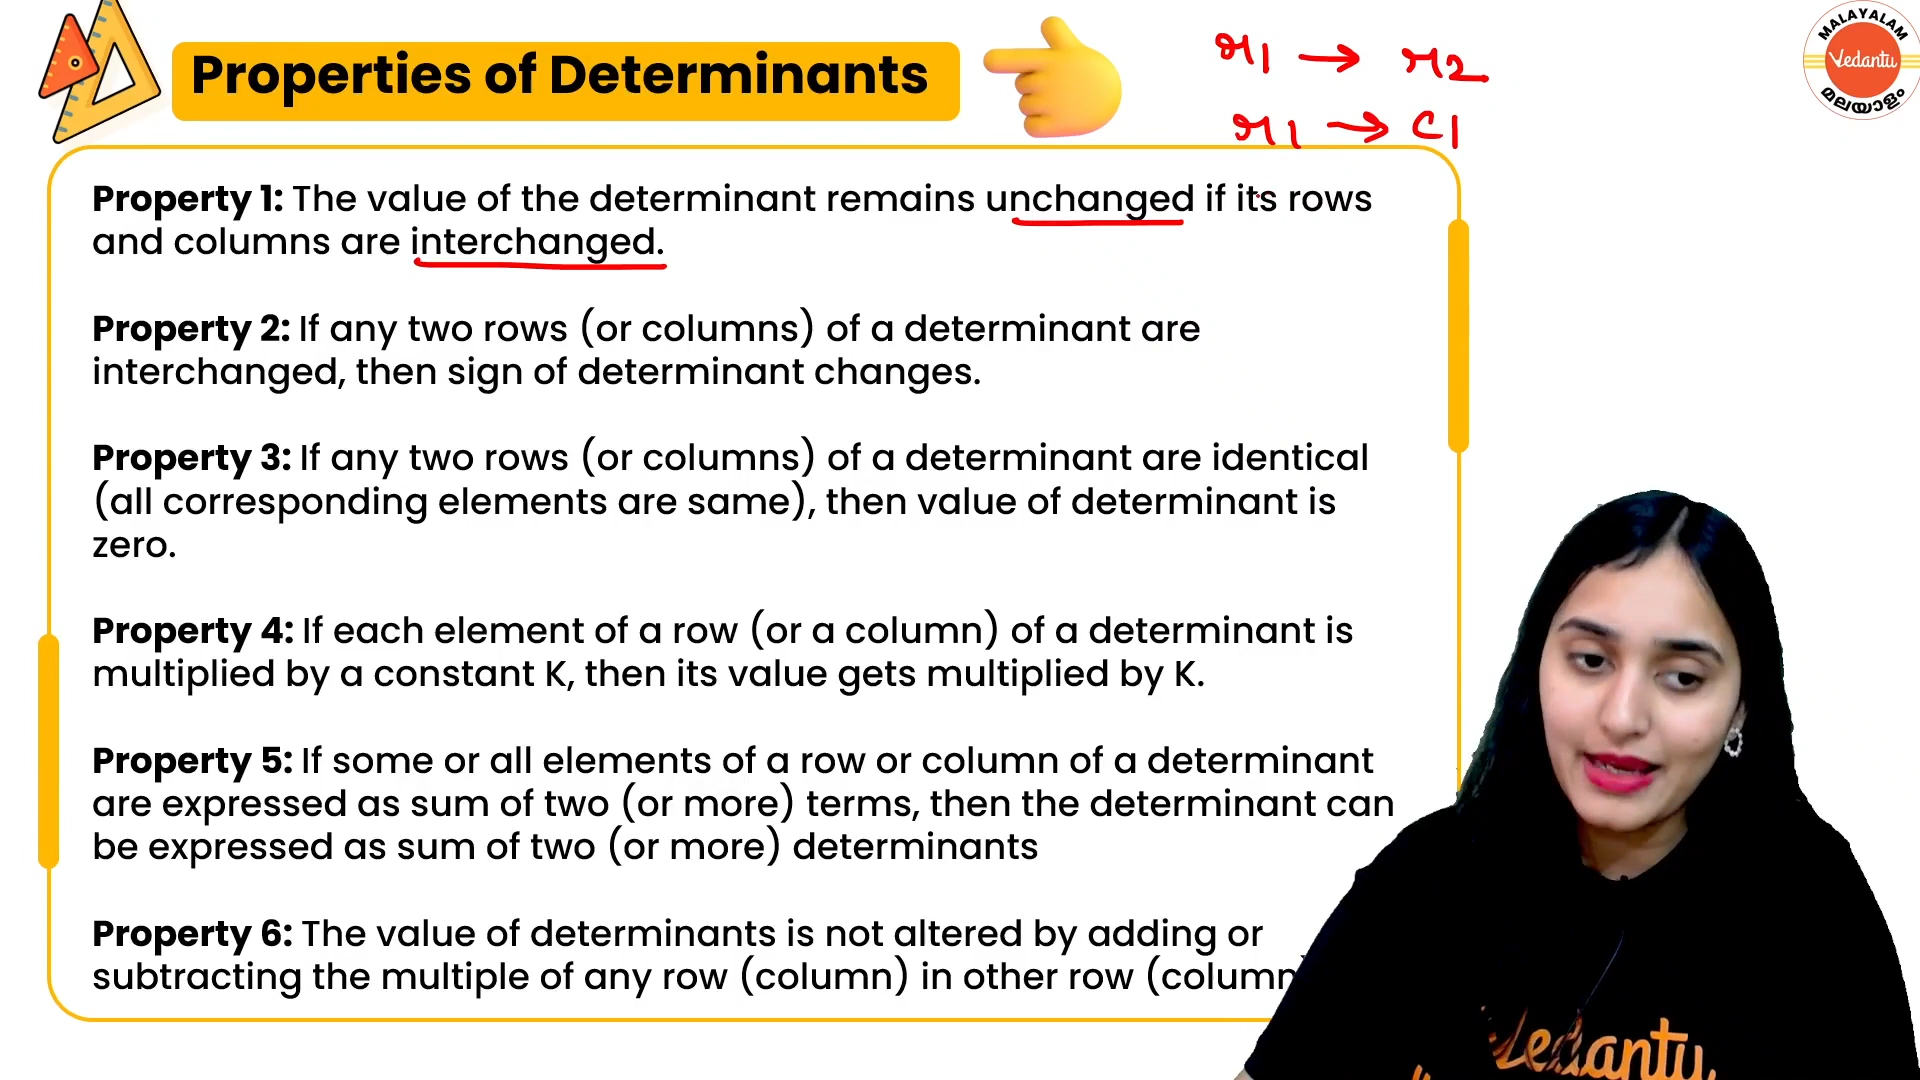 Properties of Determinants
r1 → r2
r1 → c1
MALAYALAM
Vedantu
മലയാളം
Property 1: The value of the determinant remains unchanged if its rows
and columns are interchanged.
Property 2: If any two rows (or columns) of a determinant are
interchanged, then sign of determinant changes.
Property 3: If any two rows (or columns) of a determinant are identical
(all corresponding elements are same), then value of determinant is
zero.
Property 4: If each element of a row (or a column) of a determinant is
multiplied by a constant K, then its value gets multiplied by K.
Property 5: If some or all elements of a row or column of a determinant
are expressed as sum of two (or more) terms, then the determinant can
be expressed as sum of two (or more) determinants
Property 6: The value of determinants is not altered by adding or
subtracting the multiple of any row (column) in other row (column
Vedantu